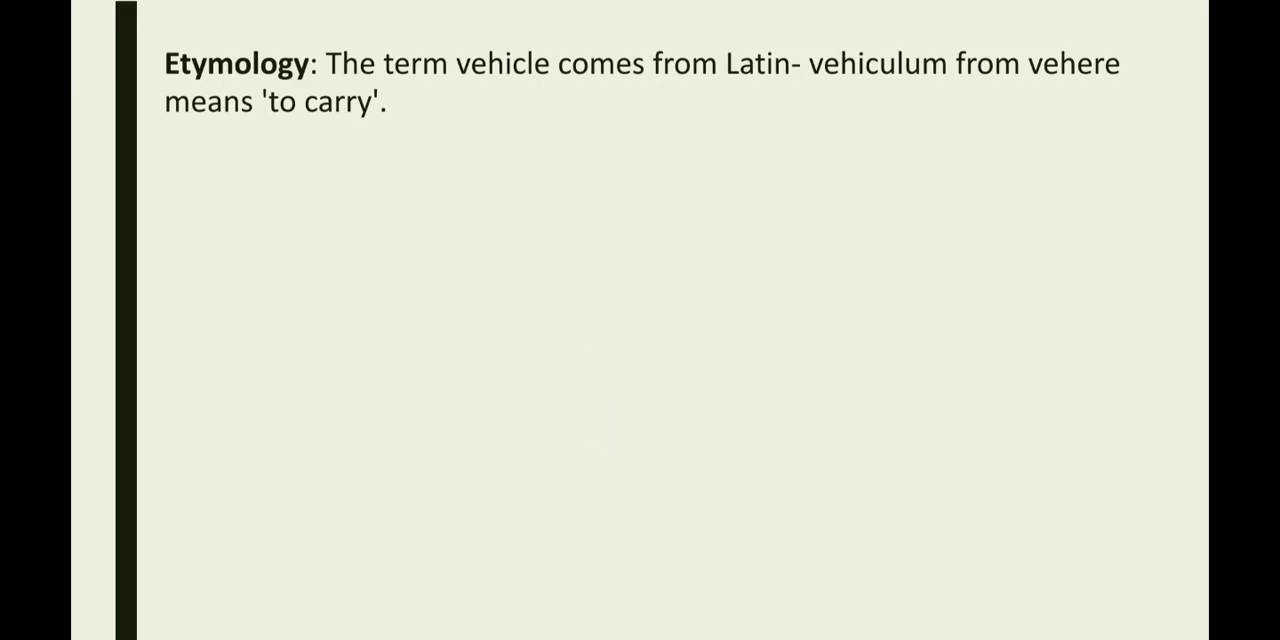 Etymology: The term vehicle comes from Latin- vehiculum from vehere
means 'to carry'.